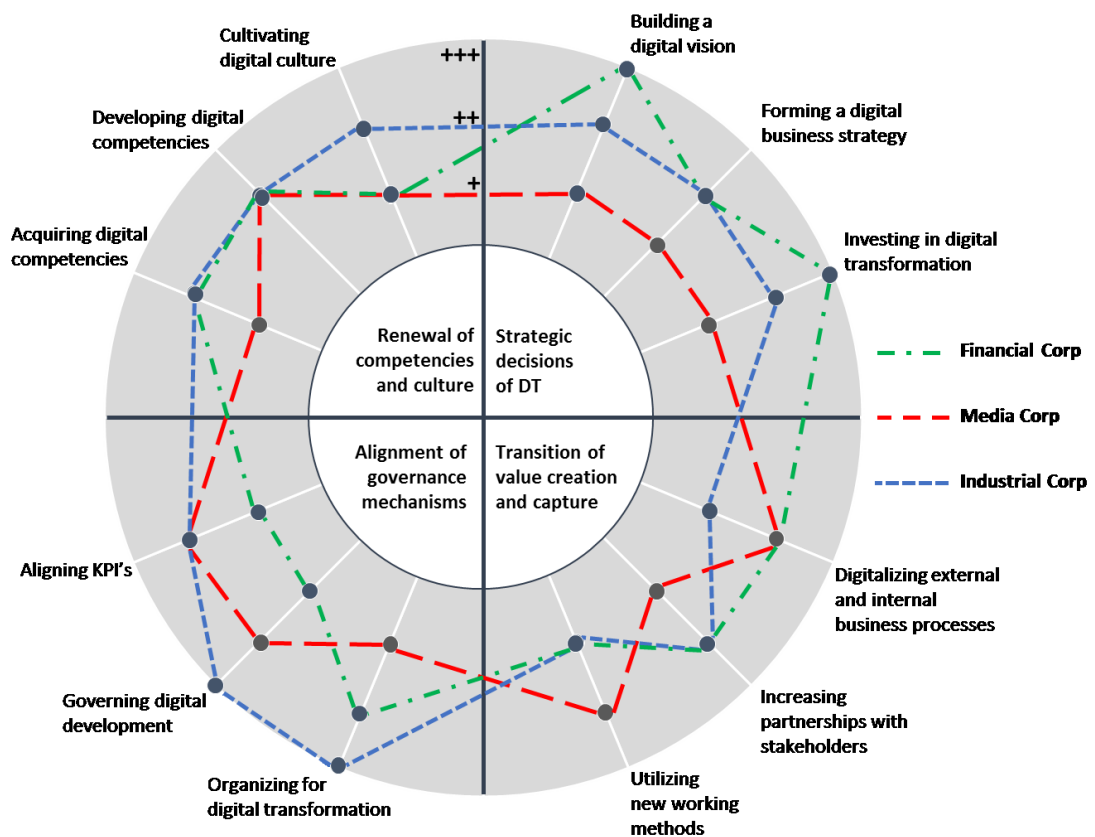 Building a
digital vision
Cultivating
digital culture
+++
++
+
Developing digital
competencies
Forming a digital
business strategy
Acquiring digital
competencies
Investing in digital
transformation
Renewal of
competencies
and culture
Strategic
decisions
of DT
Financial Corp
Media Corp
Industrial Corp
Alignment of
governance
mechanisms
Transition of
value creation
and capture
Aligning KPI's
Digitalizing external
and internal
business processes
Governing digital
development
Increasing
partnerships with
stakeholders
Organizing for
digital transformation
Utilizing
new working
methods